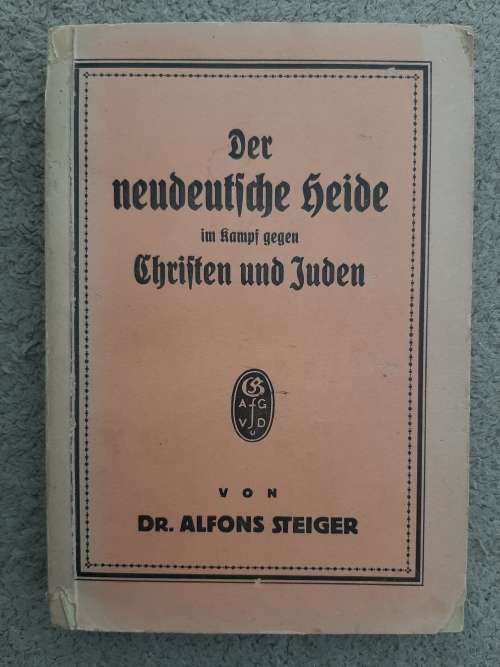 Der
neudeutsche Heide
im Kampf gegen
Christen und Juden
G
A f G
V D
u
VON
DR. ALFONS STEIGER